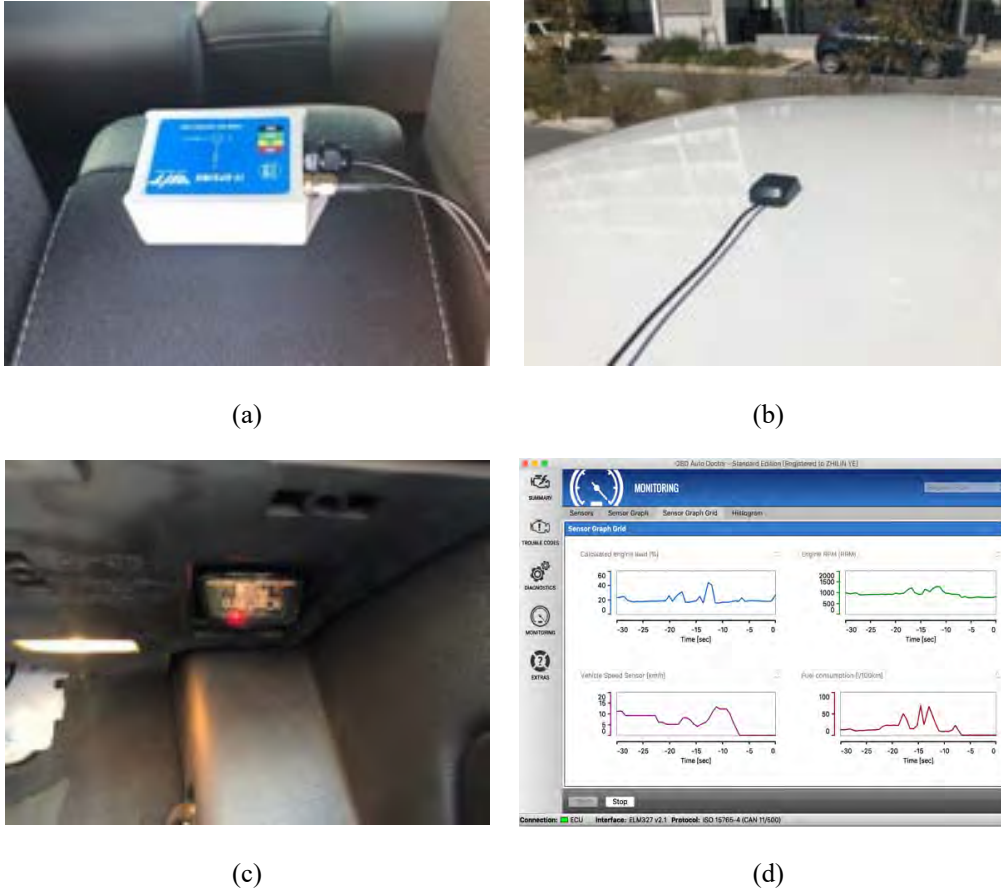 (a)
(b)
OBD Auto Doctor - Standard Edition [Registered to ZHILIN YE]
SUMMARY
MONITORING
Sensors Sensor Graph Sensor Graph Grid Histogram
TROUBLE CODES
Sensor Graph Grid
DIAGNOSTICS
MONITORING
EXTRAS
Calculated engine load [%]
60
40
20
0
-30 -25 -20 -15 -10 -5 0
Time [sec]
Engine RPM [RPM]
2000
1500
1000
500
0
-30 -25 -20 -15 -10 -5 0
Time [sec]
Vehicle Speed Sensor [km/h]
20
15
10
5
0
-30 -25 -20 -15 -10 -5 0
Time [sec]
Fuel consumption [l/100km]
100
50
0
-30 -25 -20 -15 -10 -5 0
Time [sec]
Stop
Connection: ECU Interface: ELM327 v2.1 Protocol: ISO 15765-4 (CAN 11/500)
(c)
(d)